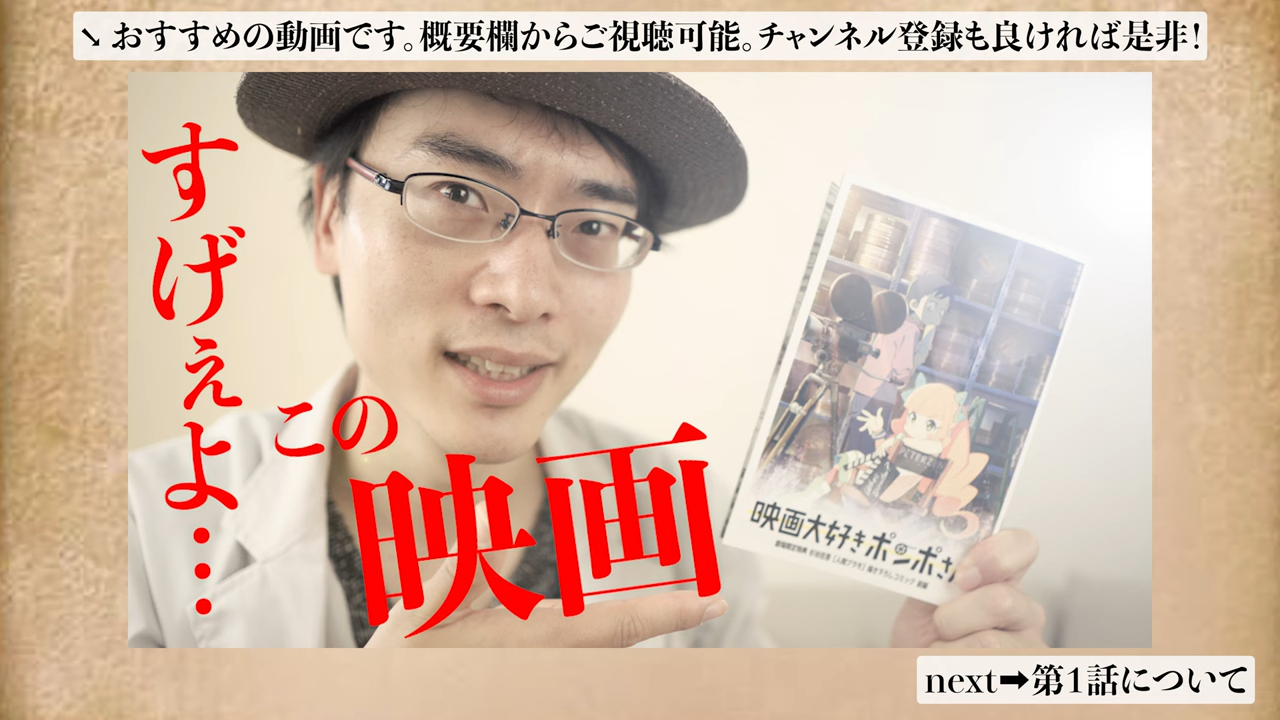 ↘ おすすめの動画です。概要欄からご視聴可能。チャンネル登録も良ければ是非！
すげぇよ…
この
映画
映画大好きポンポさ
next➡第1話について